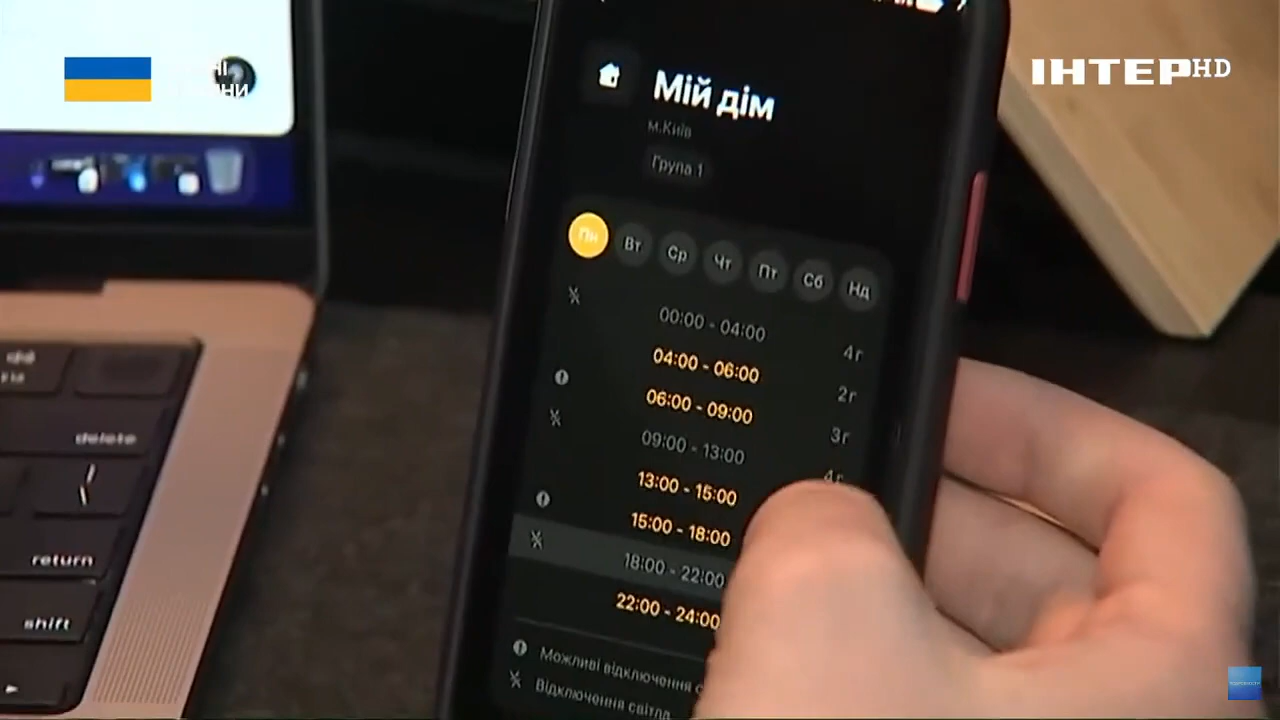 ІНТЕР HD
Мій дім
м.Київ
Група 1
Пн Вт Ср Чт Пт Сб Нд
00:00 - 04:00 4г
04:00 - 06:00 2г
06:00 - 09:00 3г
09:00 - 13:00 4г
13:00 - 15:00
15:00 - 18:00
18:00 - 22:00
22:00 - 24:00
Можливі відключення
Відключення світла
delete
return
shift